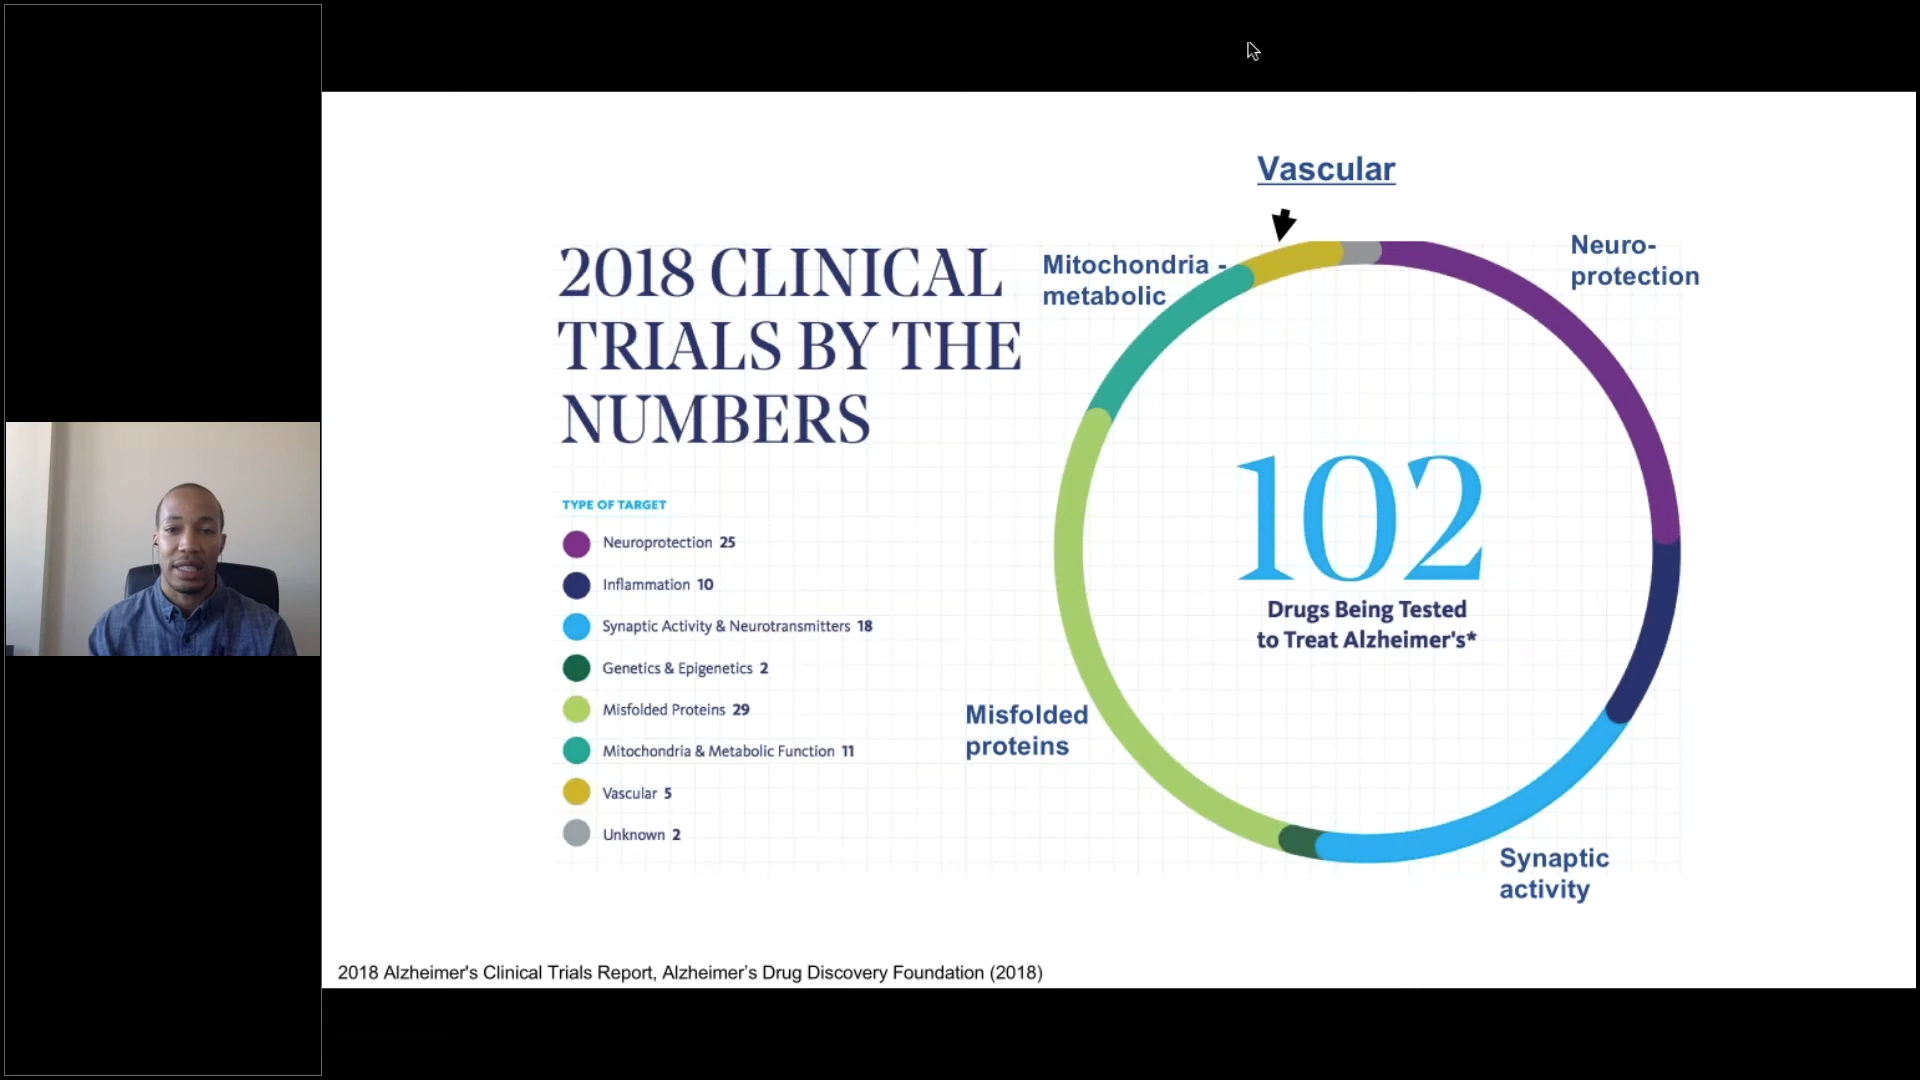 Vascular
Neuro-
protection
Mitochondria -
metabolic
2018 CLINICAL
TRIALS BY THE
NUMBERS
TYPE OF TARGET
Neuroprotection 25
Inflammation 10
Synaptic Activity & Neurotransmitters 18
Genetics & Epigenetics 2
Misfolded Proteins 29
Mitochondria & Metabolic Function 11
Vascular 5
Unknown 2
102
Drugs Being Tested
to Treat Alzheimer's*
Misfolded
proteins
Synaptic
activity
2018 Alzheimer's Clinical Trials Report, Alzheimer’s Drug Discovery Foundation (2018)